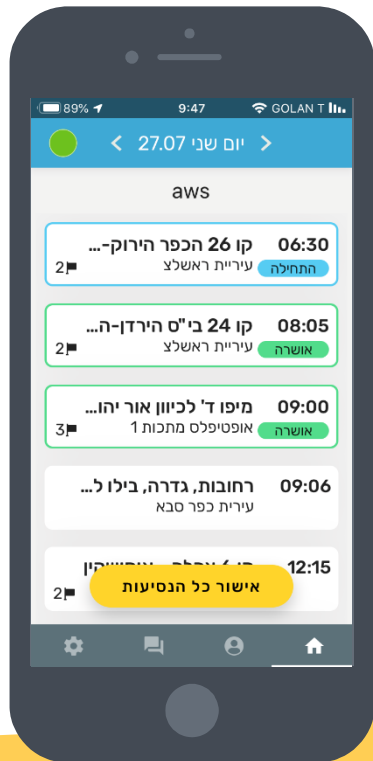 89% 9:47 GOLAN T
יום שני 27.07
aws
06:30 קו 26 הכפר הירוק-...
התחילה עיריית ראשלצ 2
08:05 קו 24 בי"ס הירדן-ה...
אושרה עיריית ראשלצ 2
09:00 מיפו ד' לכיוון אור יהו...
אושרה אופטיפלס מתכות 1 3
09:06 רחובות, גדרה, בילו ל...
עירית כפר סבא
12:15
2
אישור כל הנסיעות